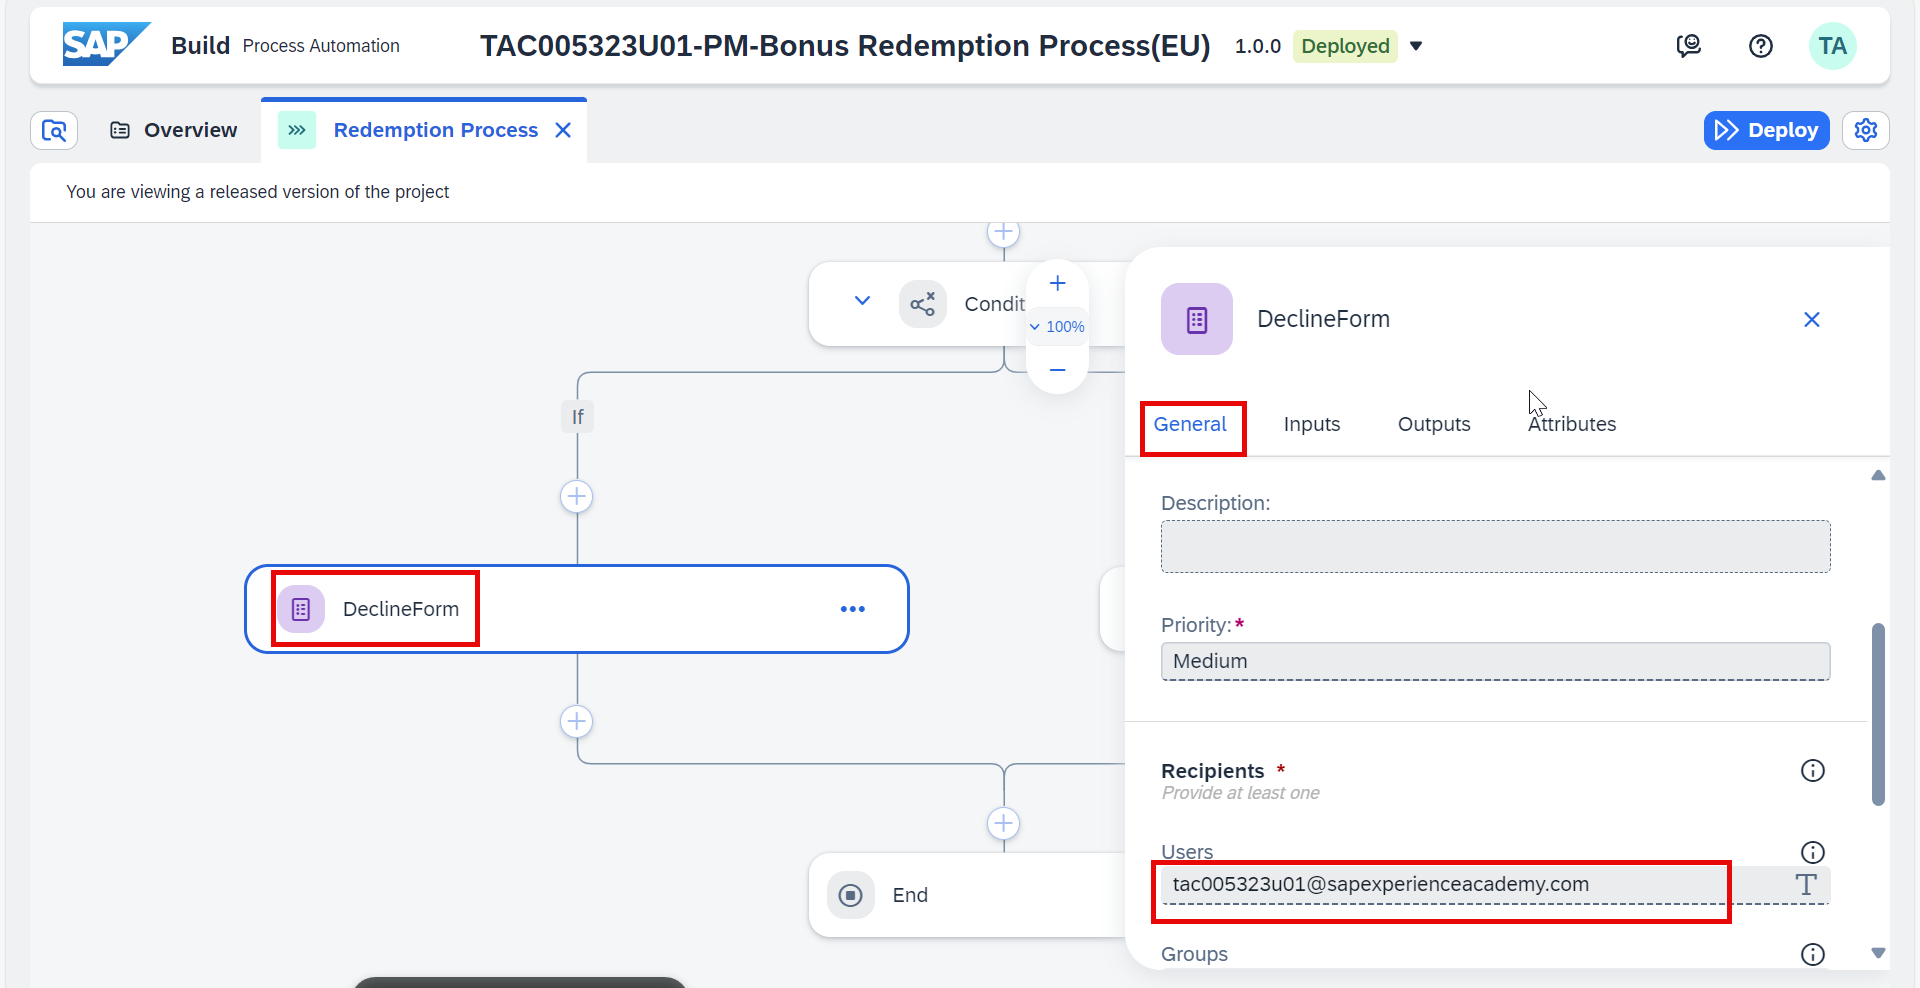 SAP Build Process Automation
TAC005323U01-PM-Bonus Redemption Process(EU) 1.0.0 Deployed
TA
Overview
Redemption Process
Deploy
You are viewing a released version of the project
Condit
100%
If
DeclineForm
End
DeclineForm
General Inputs Outputs Attributes
Description:
Priority:*
Medium
Recipients *
Provide at least one
Users
tac005323u01@sapexperienceacademy.com
Groups